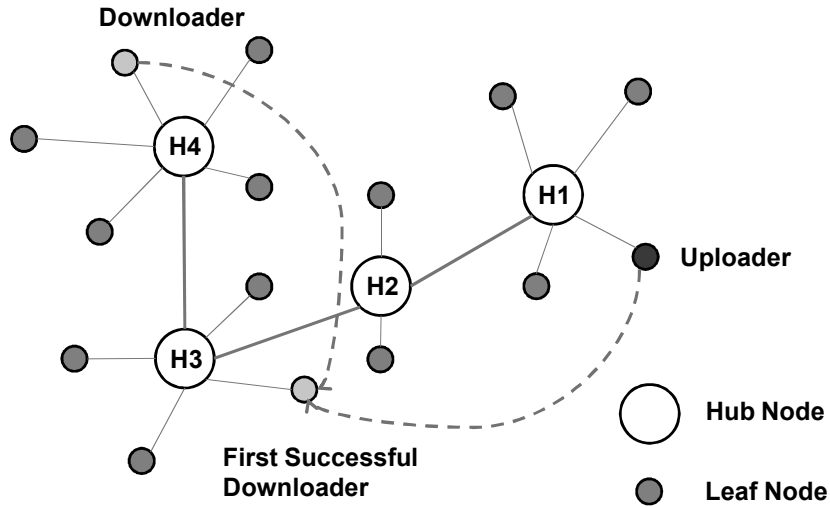 Downloader
H4
H1
H2
Uploader
H3
Hub Node
First Successful
Downloader
Leaf Node